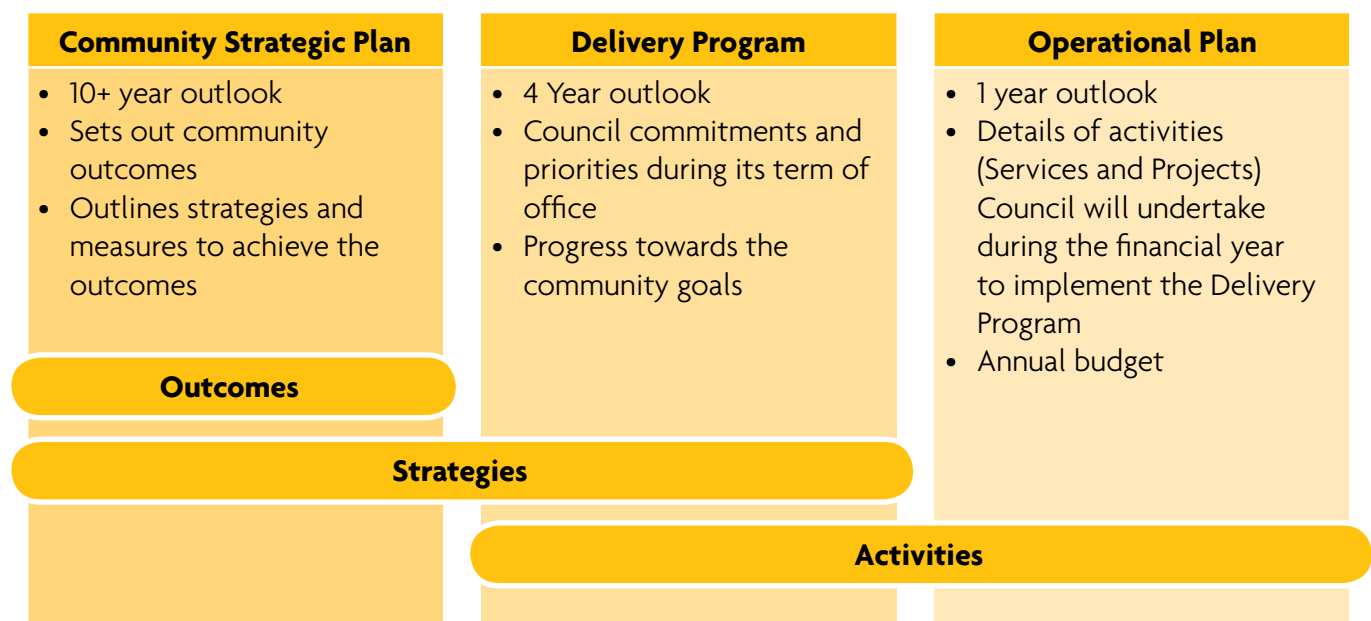 Community Strategic Plan
• 10+ year outlook
• Sets out community
outcomes
• Outlines strategies and
measures to achieve the
outcomes
Delivery Program
• 4 Year outlook
• Council commitments and
priorities during its term of
office
• Progress towards the
community goals
Operational Plan
• 1 year outlook
• Details of activities
(Services and Projects)
Council will undertake
during the financial year
to implement the Delivery
Program
• Annual budget
Outcomes
Strategies
Activities